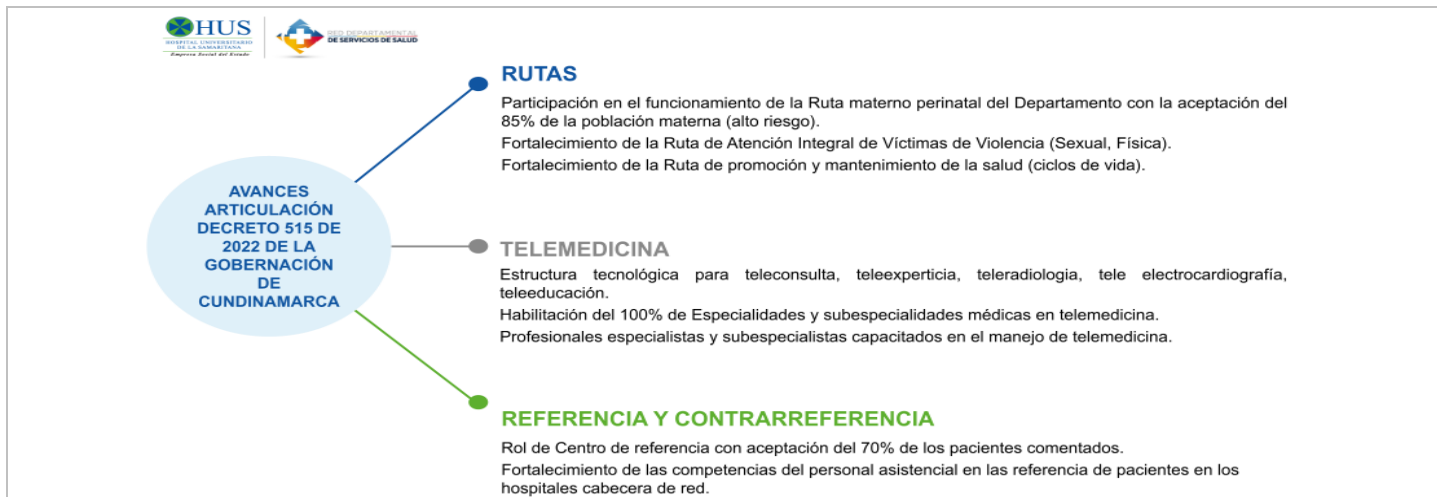 HUS
HOSPITAL UNIVERSITARIO
DE LA SAMARITANA
Empresa Social del Estado
RED DEPARTAMENTAL
DE SERVICIOS DE SALUD
AVANCES
ARTICULACIÓN
DECRETO 515 DE
2022 DE LA
GOBERNACIÓN
DE
CUNDINAMARCA
RUTAS
Participación en el funcionamiento de la Ruta materno perinatal del Departamento con la aceptación del
85% de la población materna (alto riesgo).
Fortalecimiento de la Ruta de Atención Integral de Víctimas de Violencia (Sexual, Física).
Fortalecimiento de la Ruta de promoción y mantenimiento de la salud (ciclos de vida).
TELEMEDICINA
Estructura tecnológica para teleconsulta, teleexperticia, teleradiologia, tele electrocardiografía,
teleeducación.
Habilitación del 100% de Especialidades y subespecialidades médicas en telemedicina.
Profesionales especialistas y subespecialistas capacitados en el manejo de telemedicina.
REFERENCIA Y CONTRARREFERENCIA
Rol de Centro de referencia con aceptación del 70% de los pacientes comentados.
Fortalecimiento de las competencias del personal asistencial en las referencia de pacientes en los
hospitales cabecera de red.